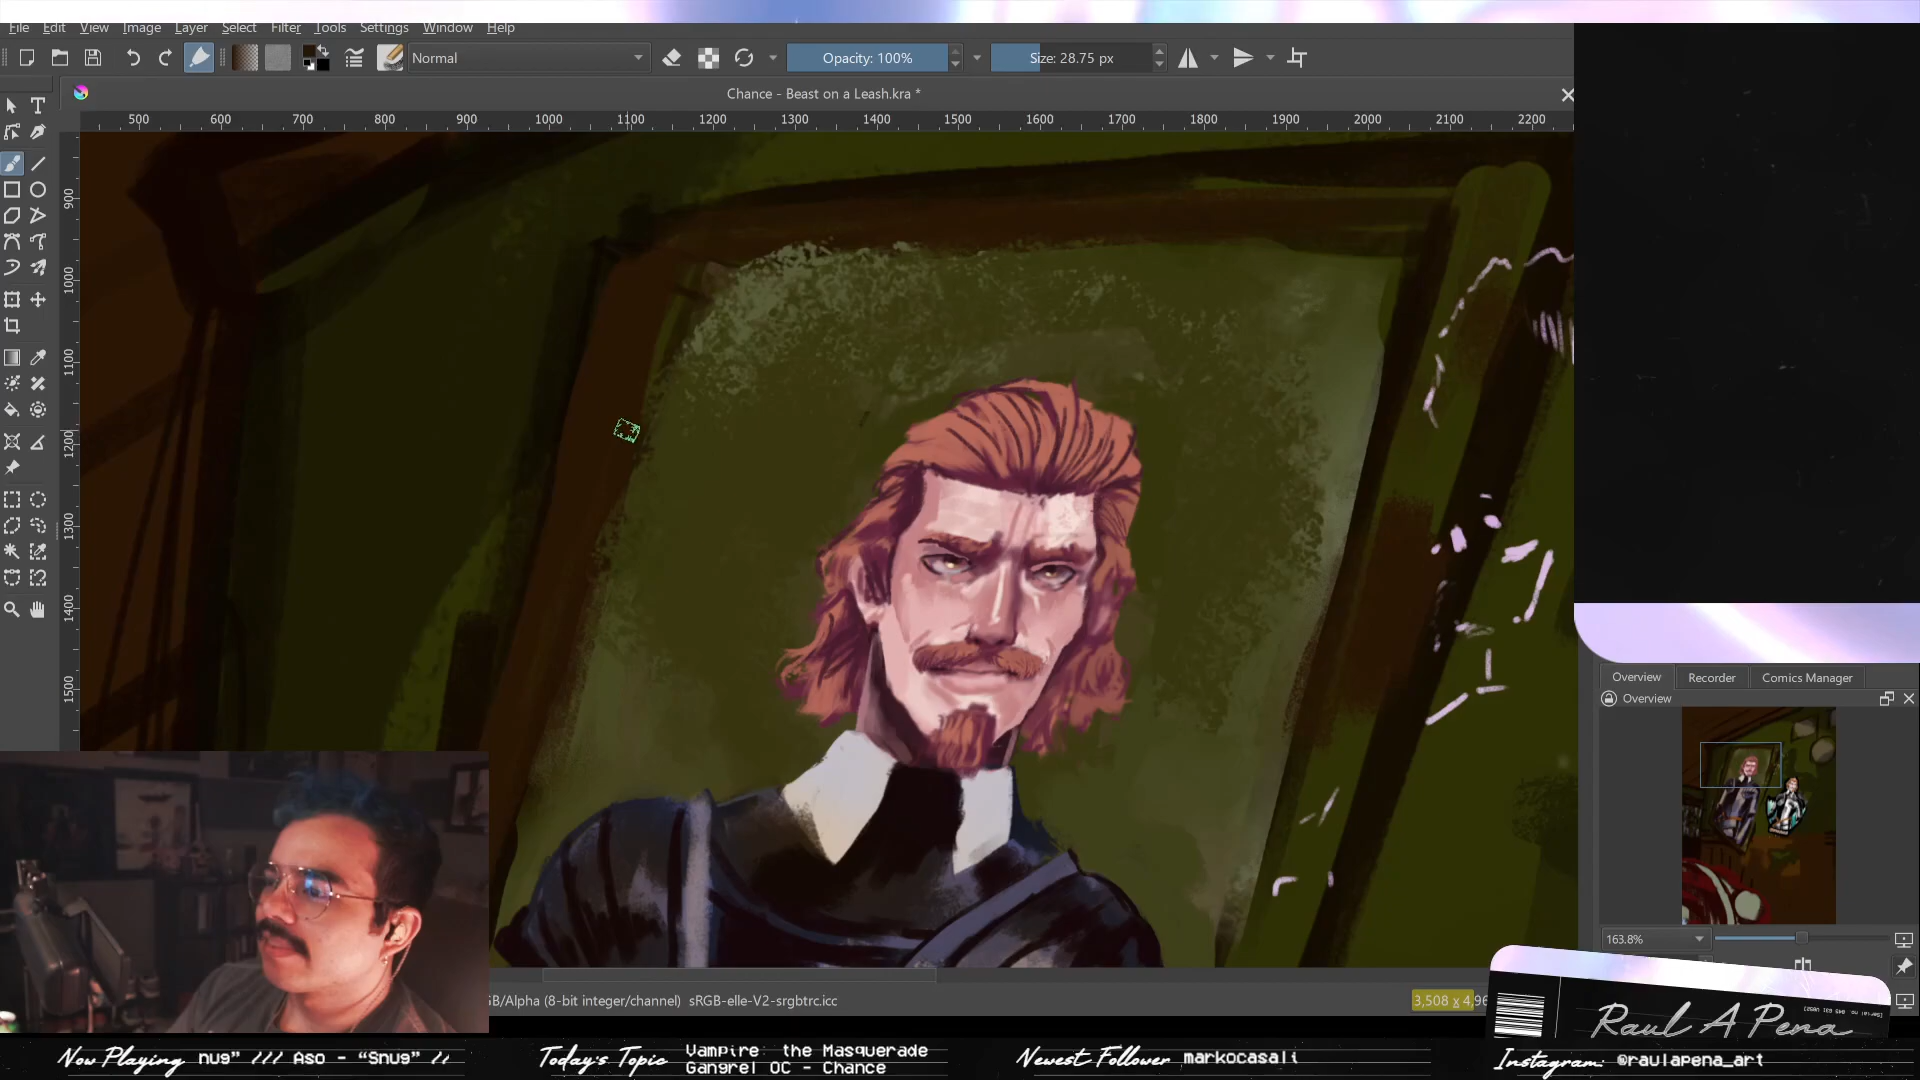 File Edit View Image Layer Select Filter Tools Settings Window Help
Normal
Opacity: 100%
Size: 28.75 px
Chance - Beast on a Leash.kra *
500 600 700 800 900 1000 1100 1200 1300 1400 1500 1600 1700 1800 1900 2000 2100 2200
900
1000
1100
1200
1300
1400
1500
Overview Recorder Comics Manager
Overview
163.8%
GB/Alpha (8-bit integer/channel) sRGB-elle-V2-srgbtrc.icc
3,508 x 4,96
Raul A Pena
Now Playing nug" /// Aso - "Snug" //
Today's Topic Vampire: the Masquerade
Gangrel OC - Chance
Newest Follower markocasali
Instagram: @raulapena_art